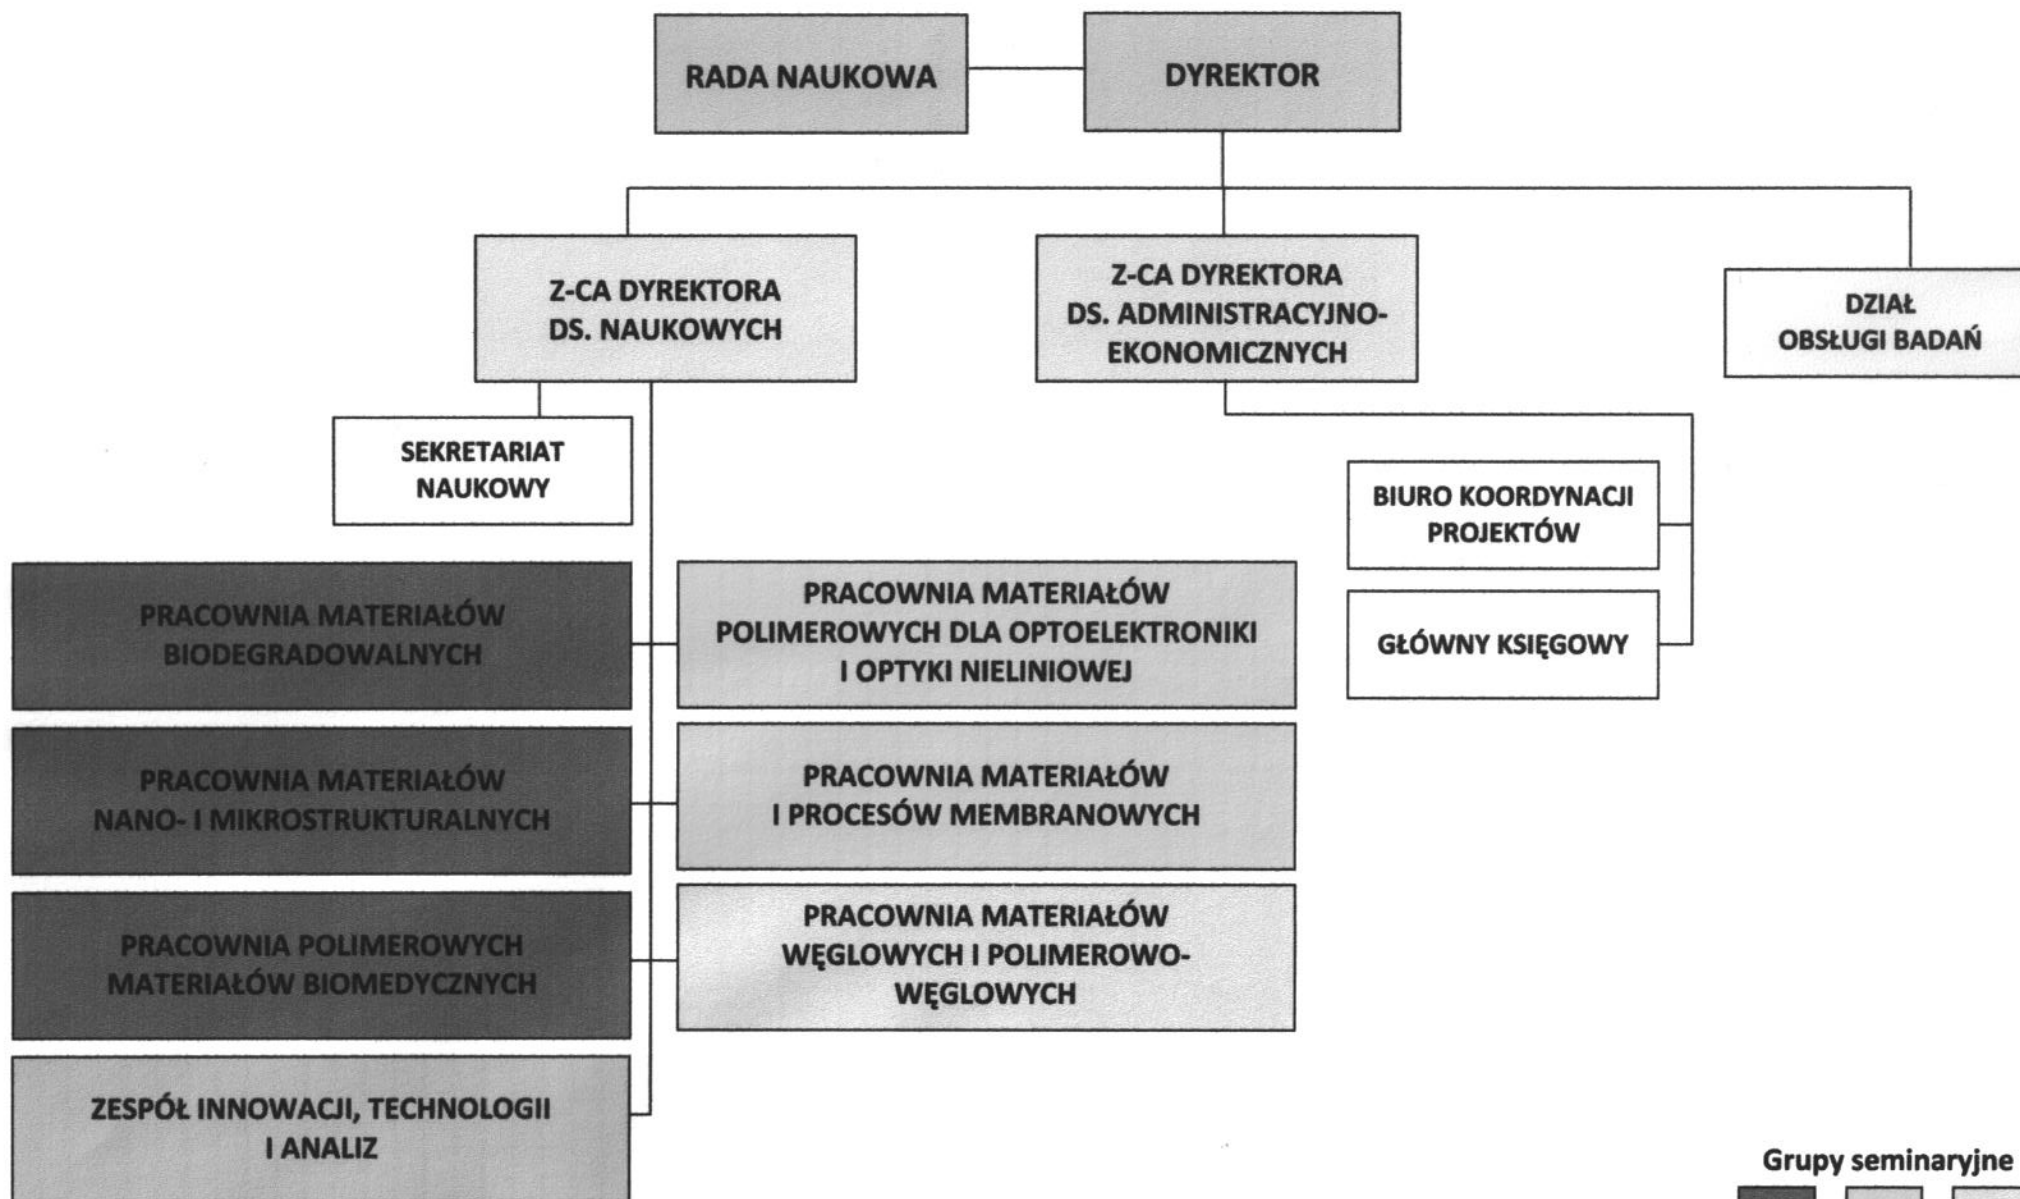 RADA NAUKOWA
DYREKTOR
Z-CA DYREKTORA
DS. NAUKOWYCH
Z-CA DYREKTORA
DS. ADMINISTRACYJNO-
EKONOMICZNYCH
DZIAŁ
OBSŁUGI BADAŃ
SEKRETARIAT
NAUKOWY
BIURO KOORDYNACJI
PROJEKTÓW
GŁÓWNY KSIĘGOWY
PRACOWNIA MATERIAŁÓW
BIODEGRADOWALNYCH
PRACOWNIA MATERIAŁÓW
POLIMEROWYCH DLA OPTOELEKTRONIKI
I OPTYKI NIELINIOWEJ
PRACOWNIA MATERIAŁÓW
NANO- I MIKROSTRUKTURALNYCH
PRACOWNIA MATERIAŁÓW
I PROCESÓW MEMBRANOWYCH
PRACOWNIA POLIMEROWYCH
MATERIAŁÓW BIOMEDYCZNYCH
PRACOWNIA MATERIAŁÓW
WĘGLOWYCH I POLIMEROWO-
WĘGLOWYCH
ZESPÓŁ INNOWACJI, TECHNOLOGII
I ANALIZ
Grupy seminaryjne